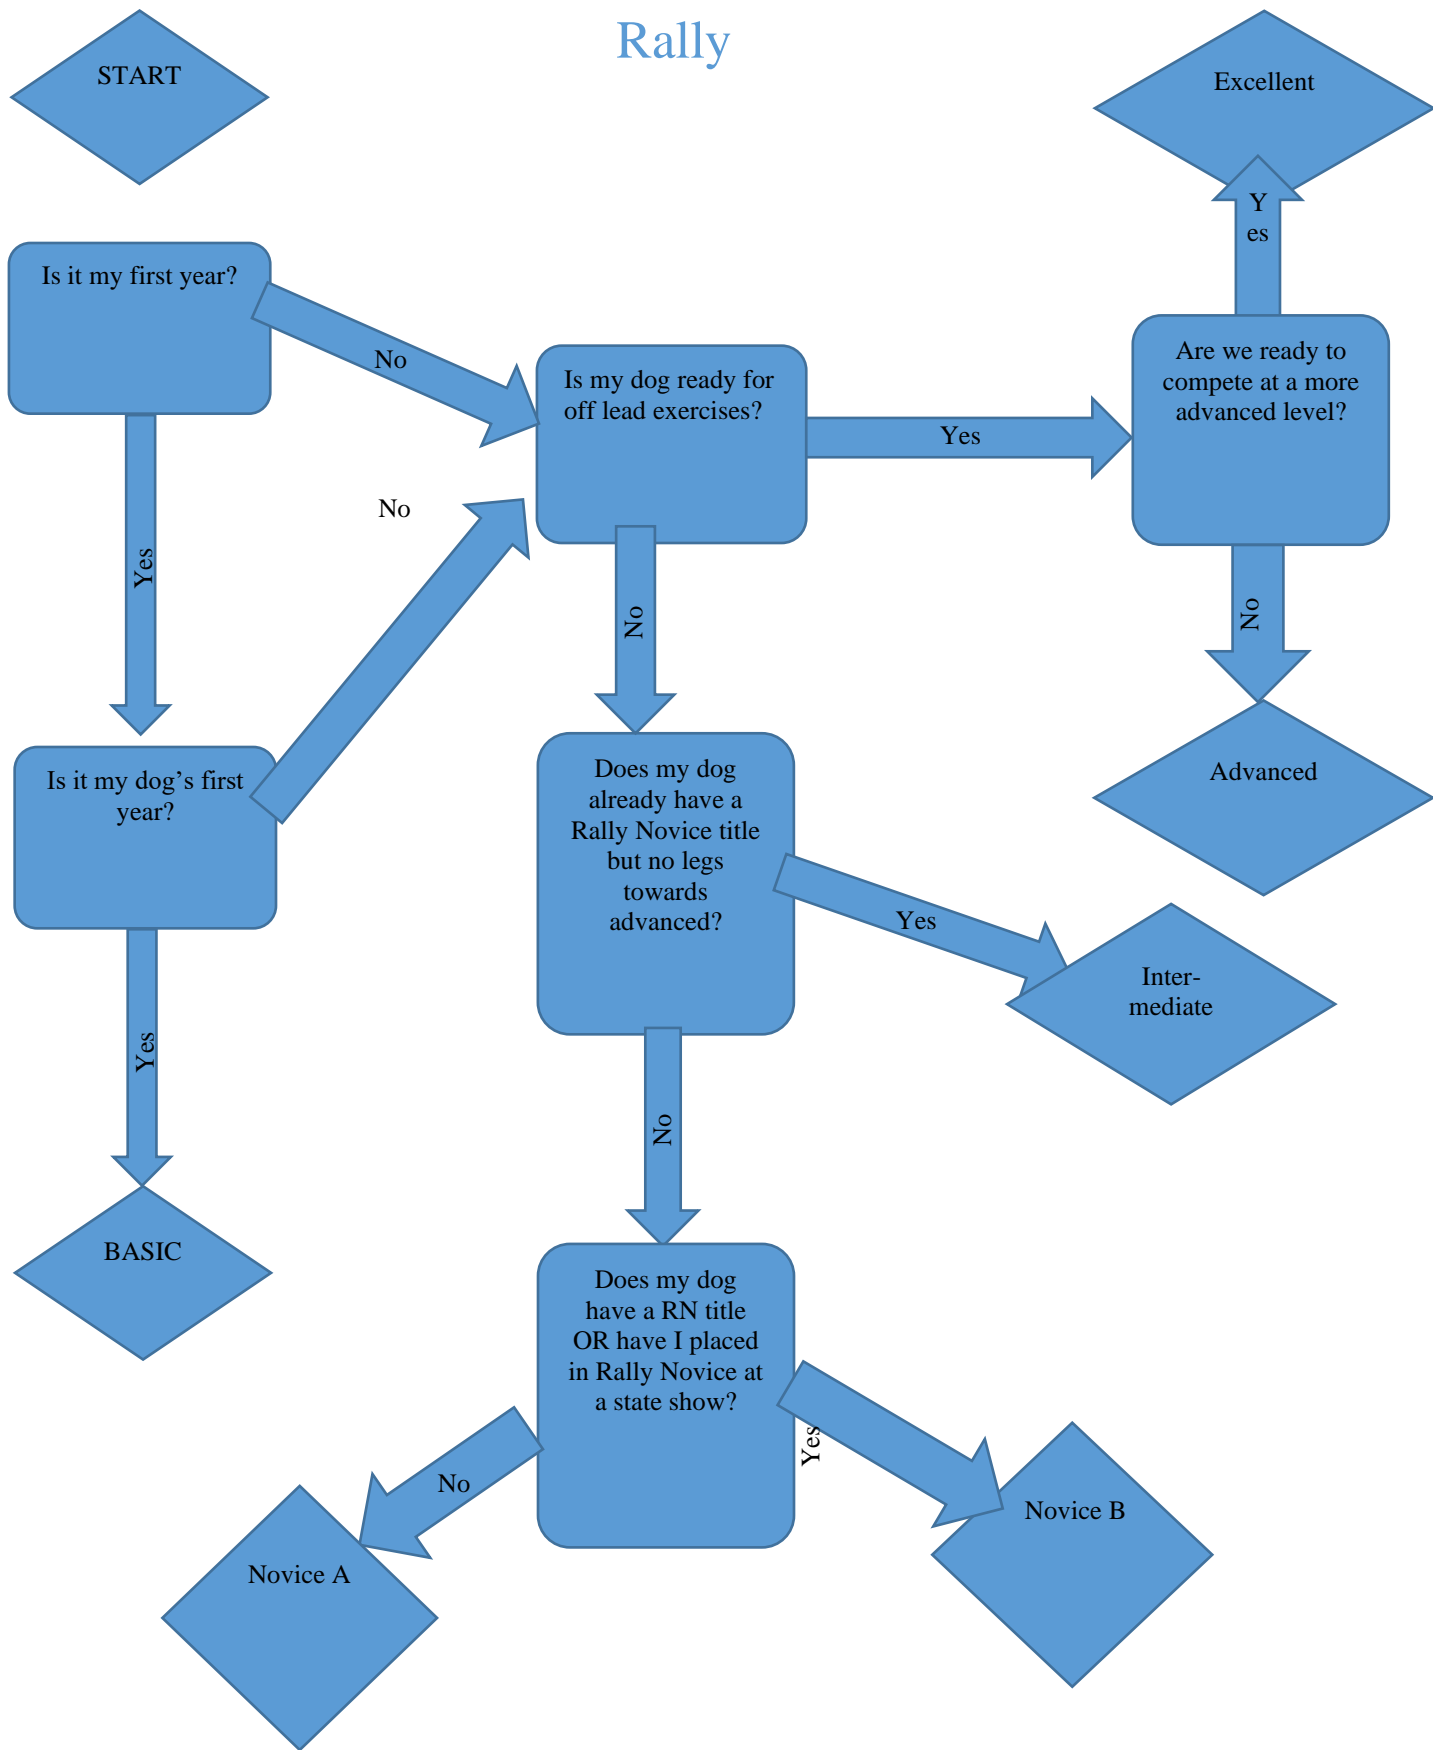 Rally
START
Excellent
Y
es
Is it my first year?
No
Is my dog ready for
off lead exercises?
Yes
Are we ready to
compete at a more
advanced level?
Yes
No
No
No
Is it my dog’s first
year?
Does my dog
already have a
Rally Novice title
but no legs
towards
advanced?
Advanced
Yes
Inter-
mediate
Yes
No
BASIC
Does my dog
have a RN title
OR have I placed
in Rally Novice at
a state show?
No
Yes
Novice B
Novice A